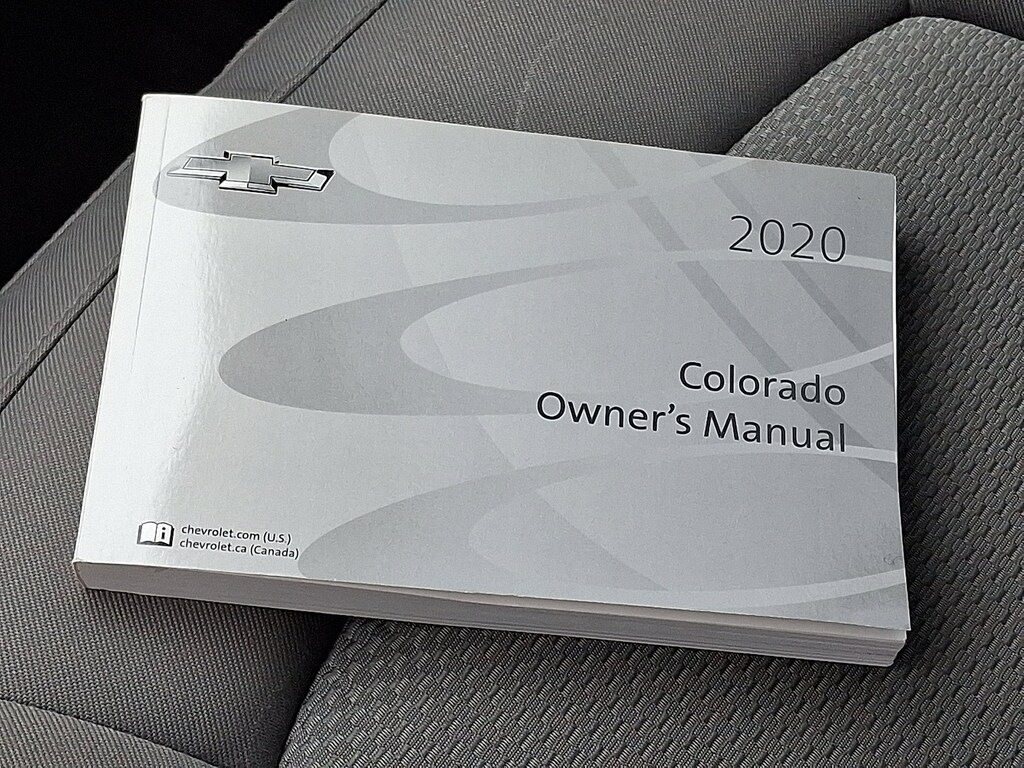 2020
Colorado
Owner's Manual
chevrolet.com (U.S.)
chevrolet.ca (Canada)